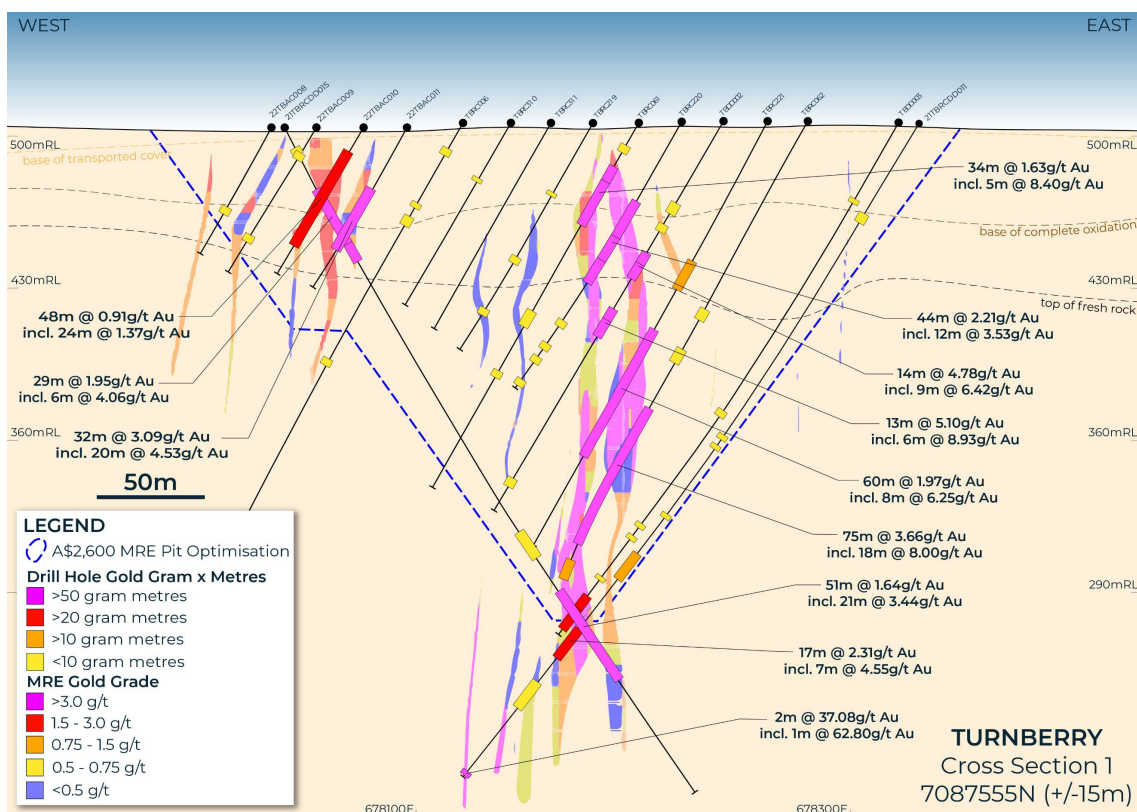 WEST
EAST
22TBAC008
21TBRCDD015
22TBAC009
22TBAC010
22TBAC011
TBRC006
TBRC310
TBRC311
TBRC219
TBRC063
TBRC220
TBDD002
TBRC221
TBRC062
TBDD003
21TBRCDD011
500mRL
500mRL
base of transported cover
base of complete oxidation
430mRL
430mRL
top of fresh rock
360mRL
360mRL
290mRL
34m @ 1.63g/t Au
incl. 5m @ 8.40g/t Au
44m @ 2.21g/t Au
incl. 12m @ 3.53g/t Au
14m @ 4.78g/t Au
incl. 9m @ 6.42g/t Au
13m @ 5.10g/t Au
incl. 6m @ 8.93g/t Au
60m @ 1.97g/t Au
incl. 8m @ 6.25g/t Au
75m @ 3.66g/t Au
incl. 18m @ 8.00g/t Au
51m @ 1.64g/t Au
incl. 21m @ 3.44g/t Au
17m @ 2.31g/t Au
incl. 7m @ 4.55g/t Au
2m @ 37.08g/t Au
incl. 1m @ 62.80g/t Au
48m @ 0.91g/t Au
incl. 24m @ 1.37g/t Au
29m @ 1.95g/t Au
incl. 6m @ 4.06g/t Au
32m @ 3.09g/t Au
incl. 20m @ 4.53g/t Au
50m
LEGEND
A$2,600 MRE Pit Optimisation
Drill Hole Gold Gram x Metres
>50 gram metres
>20 gram metres
>10 gram metres
<10 gram metres
MRE Gold Grade
>3.0 g/t
1.5 - 3.0 g/t
0.75 - 1.5 g/t
0.5 - 0.75 g/t
<0.5 g/t
678100E
678300E
TURNBERRY
Cross Section 1
7087555N (+/-15m)